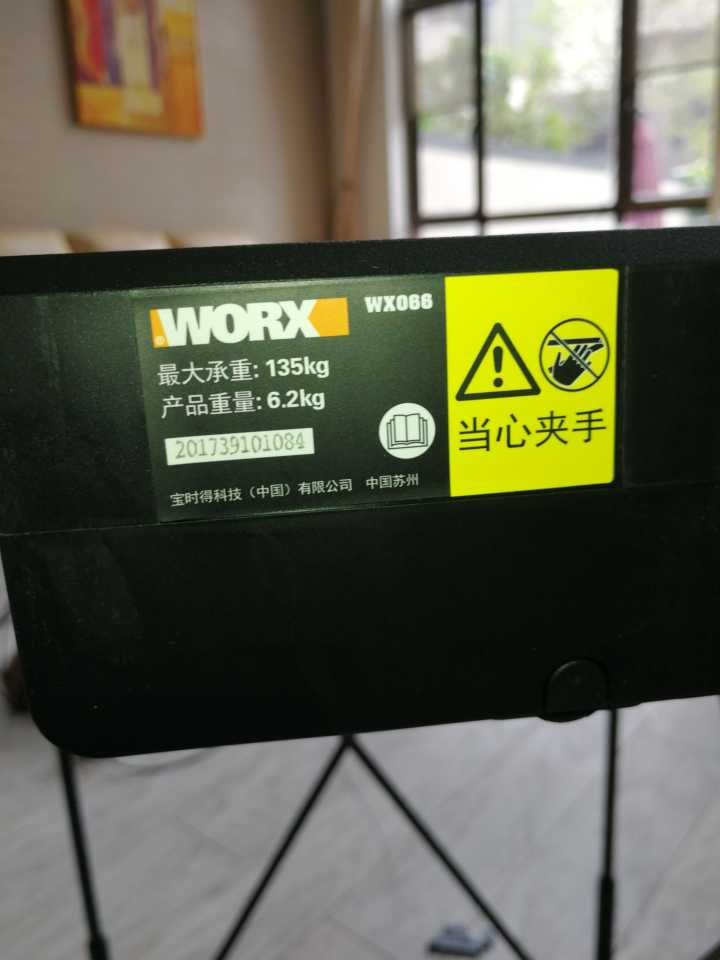 WORX
WX066
最大承重: 135kg
产品重量: 6.2kg
201739101084
宝时得科技（中国）有限公司 中国苏州
当心夹手